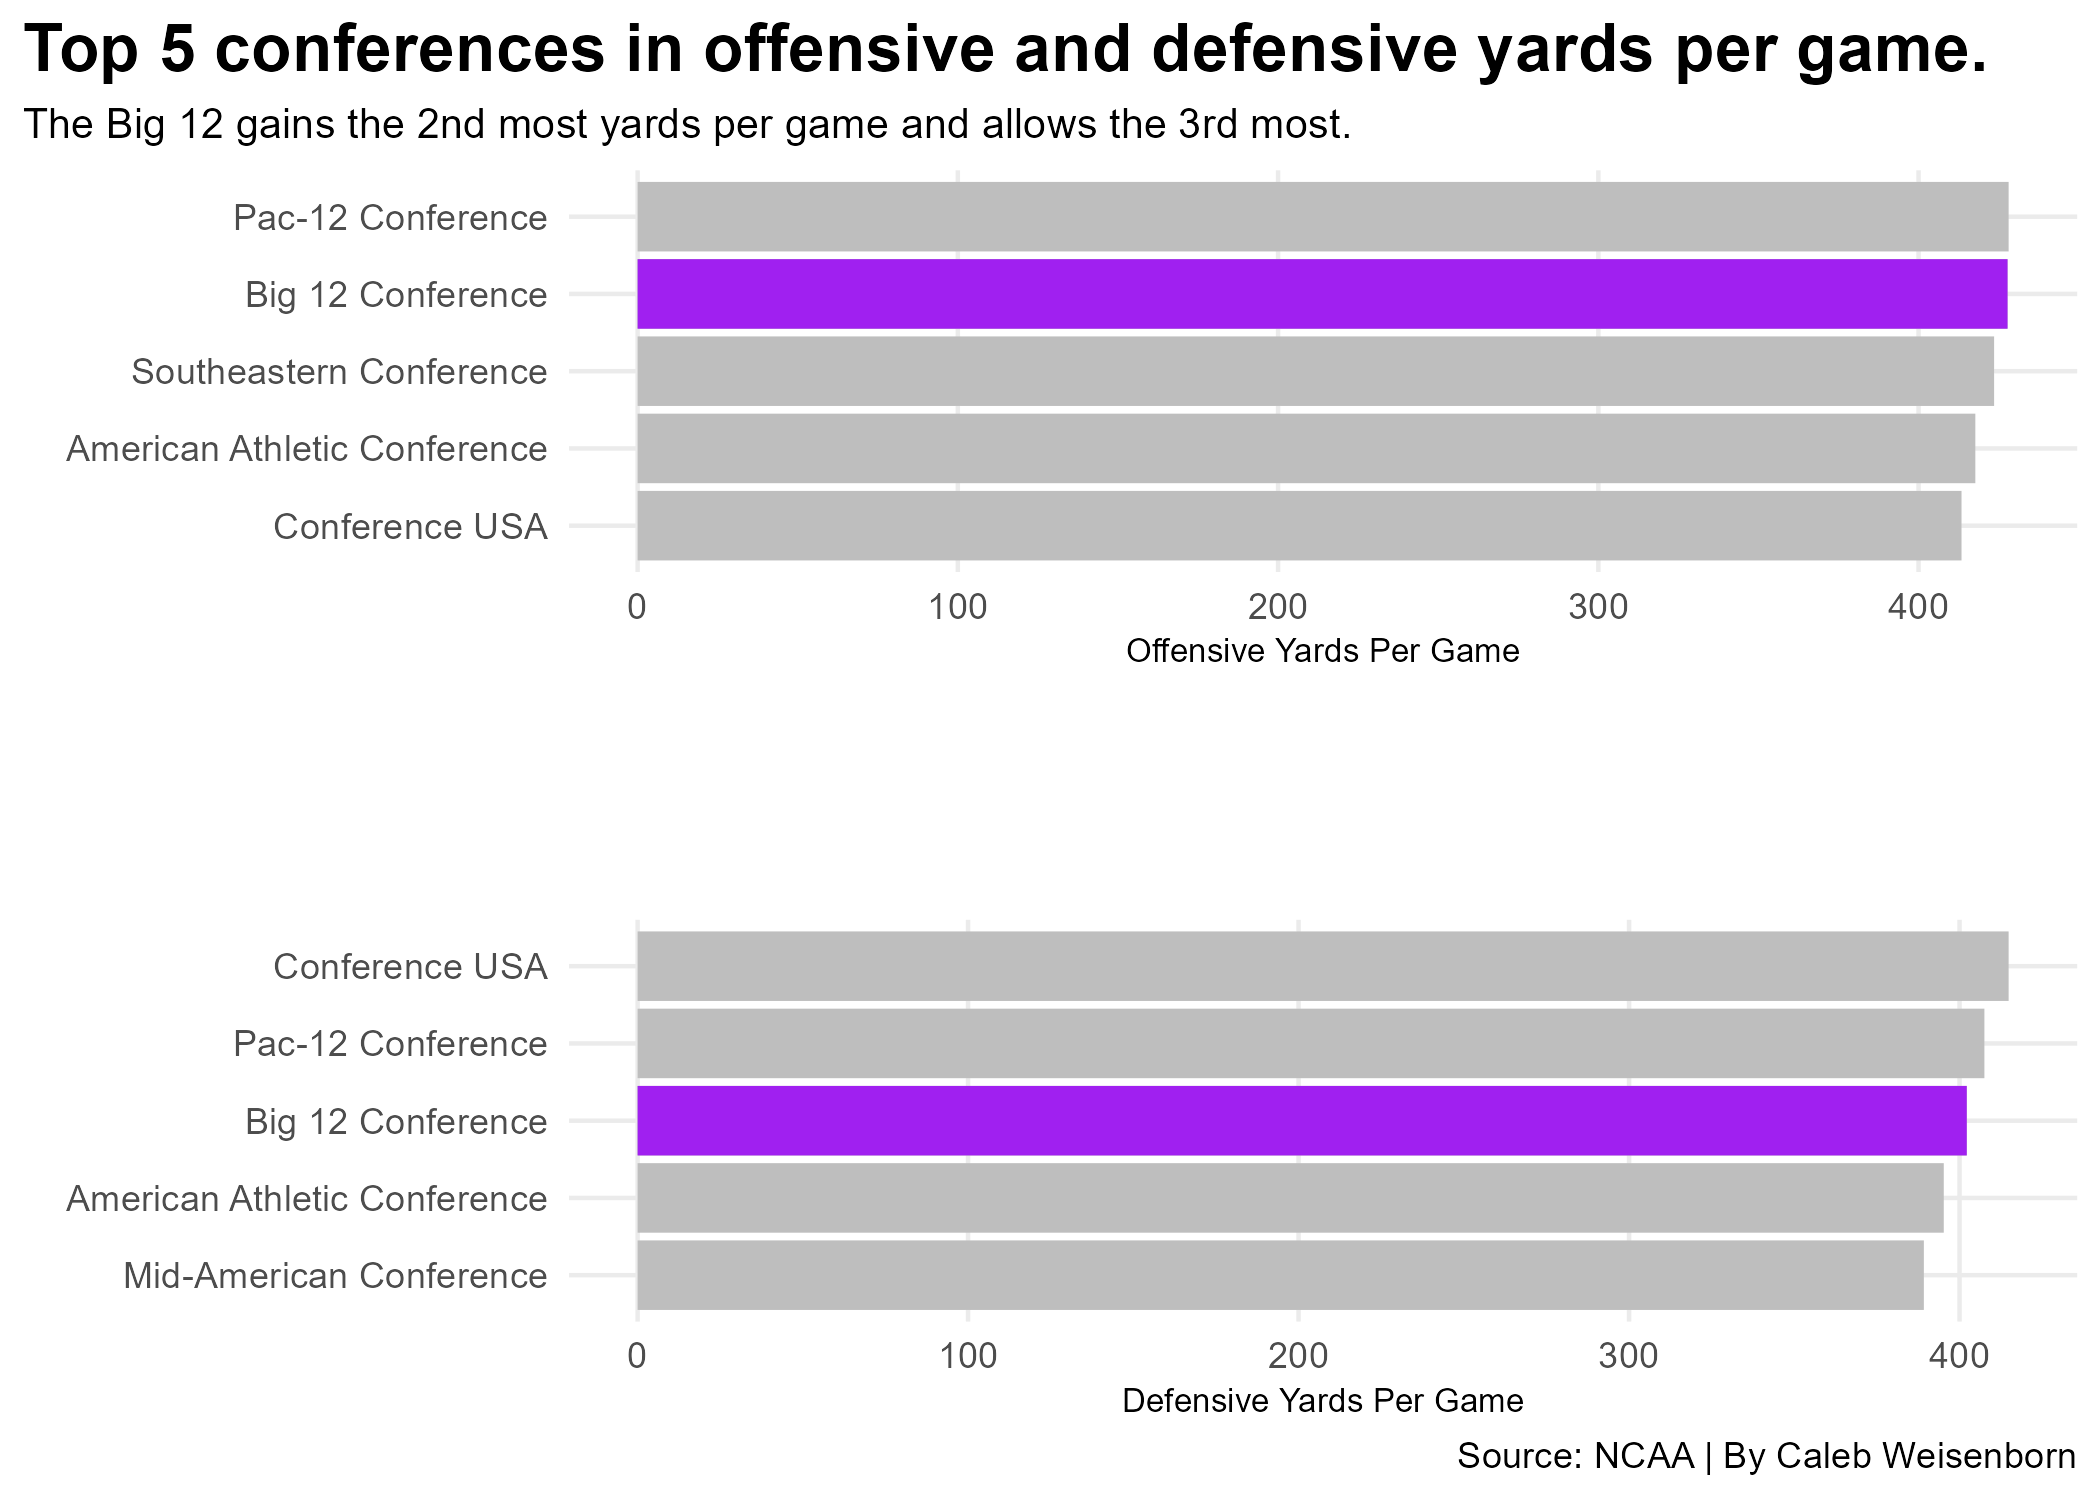 Top 5 conferences in offensive and defensive yards per game.
The Big 12 gains the 2nd most yards per game and allows the 3rd most.
Pac-12 Conference
Big 12 Conference
Southeastern Conference
American Athletic Conference
Conference USA
0 100 200 300 400
Offensive Yards Per Game
Conference USA
Pac-12 Conference
Big 12 Conference
American Athletic Conference
Mid-American Conference
0 100 200 300 400
Defensive Yards Per Game
Source: NCAA | By Caleb Weisenborn